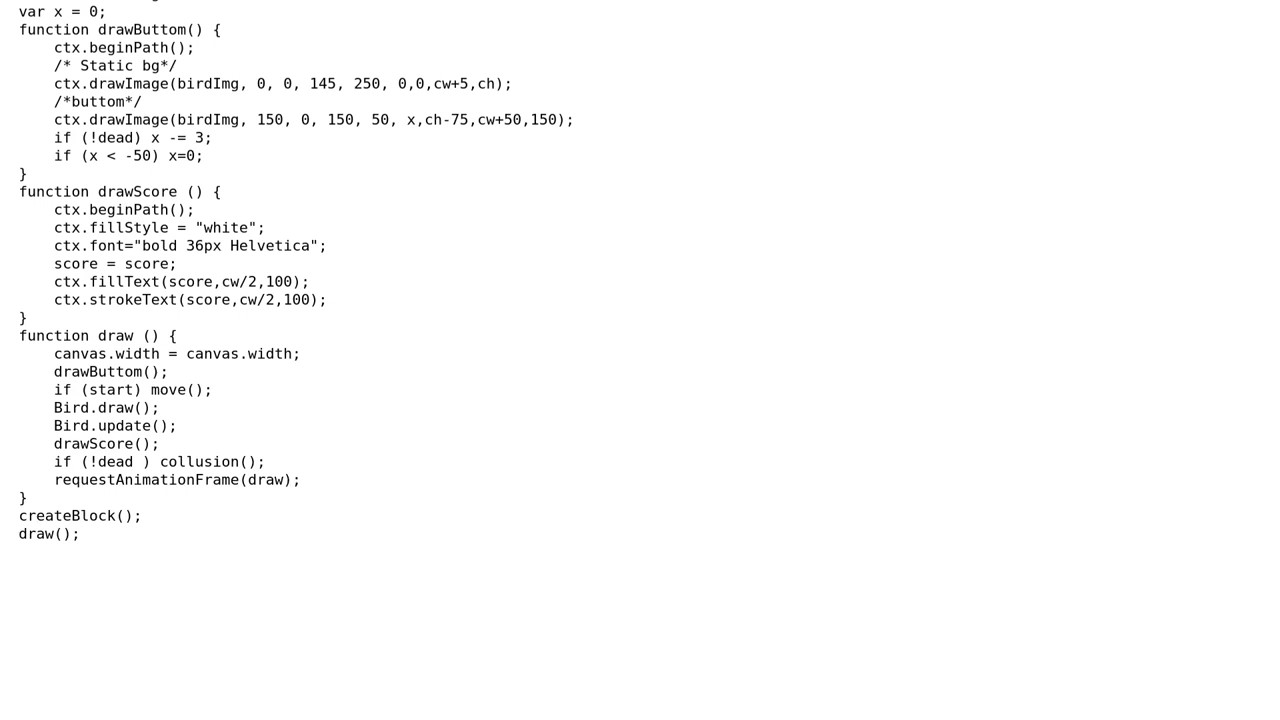 var x = 0;
function drawButtom() {
    ctx.beginPath();
    /* Static bg*/
    ctx.drawImage(birdImg, 0, 0, 145, 250, 0,0,cw+5,ch);
    /*buttom*/
    ctx.drawImage(birdImg, 150, 0, 150, 50, x,ch-75,cw+50,150);
    if (!dead) x -= 3;
    if (x < -50) x=0;
}
function drawScore () {
    ctx.beginPath();
    ctx.fillStyle = "white";
    ctx.font="bold 36px Helvetica";
    score = score;
    ctx.fillText(score,cw/2,100);
    ctx.strokeText(score,cw/2,100);
}
function draw () {
    canvas.width = canvas.width;
    drawButtom();
    if (start) move();
    Bird.draw();
    Bird.update();
    drawScore();
    if (!dead ) collusion();
    requestAnimationFrame(draw);
}
createBlock();
draw();